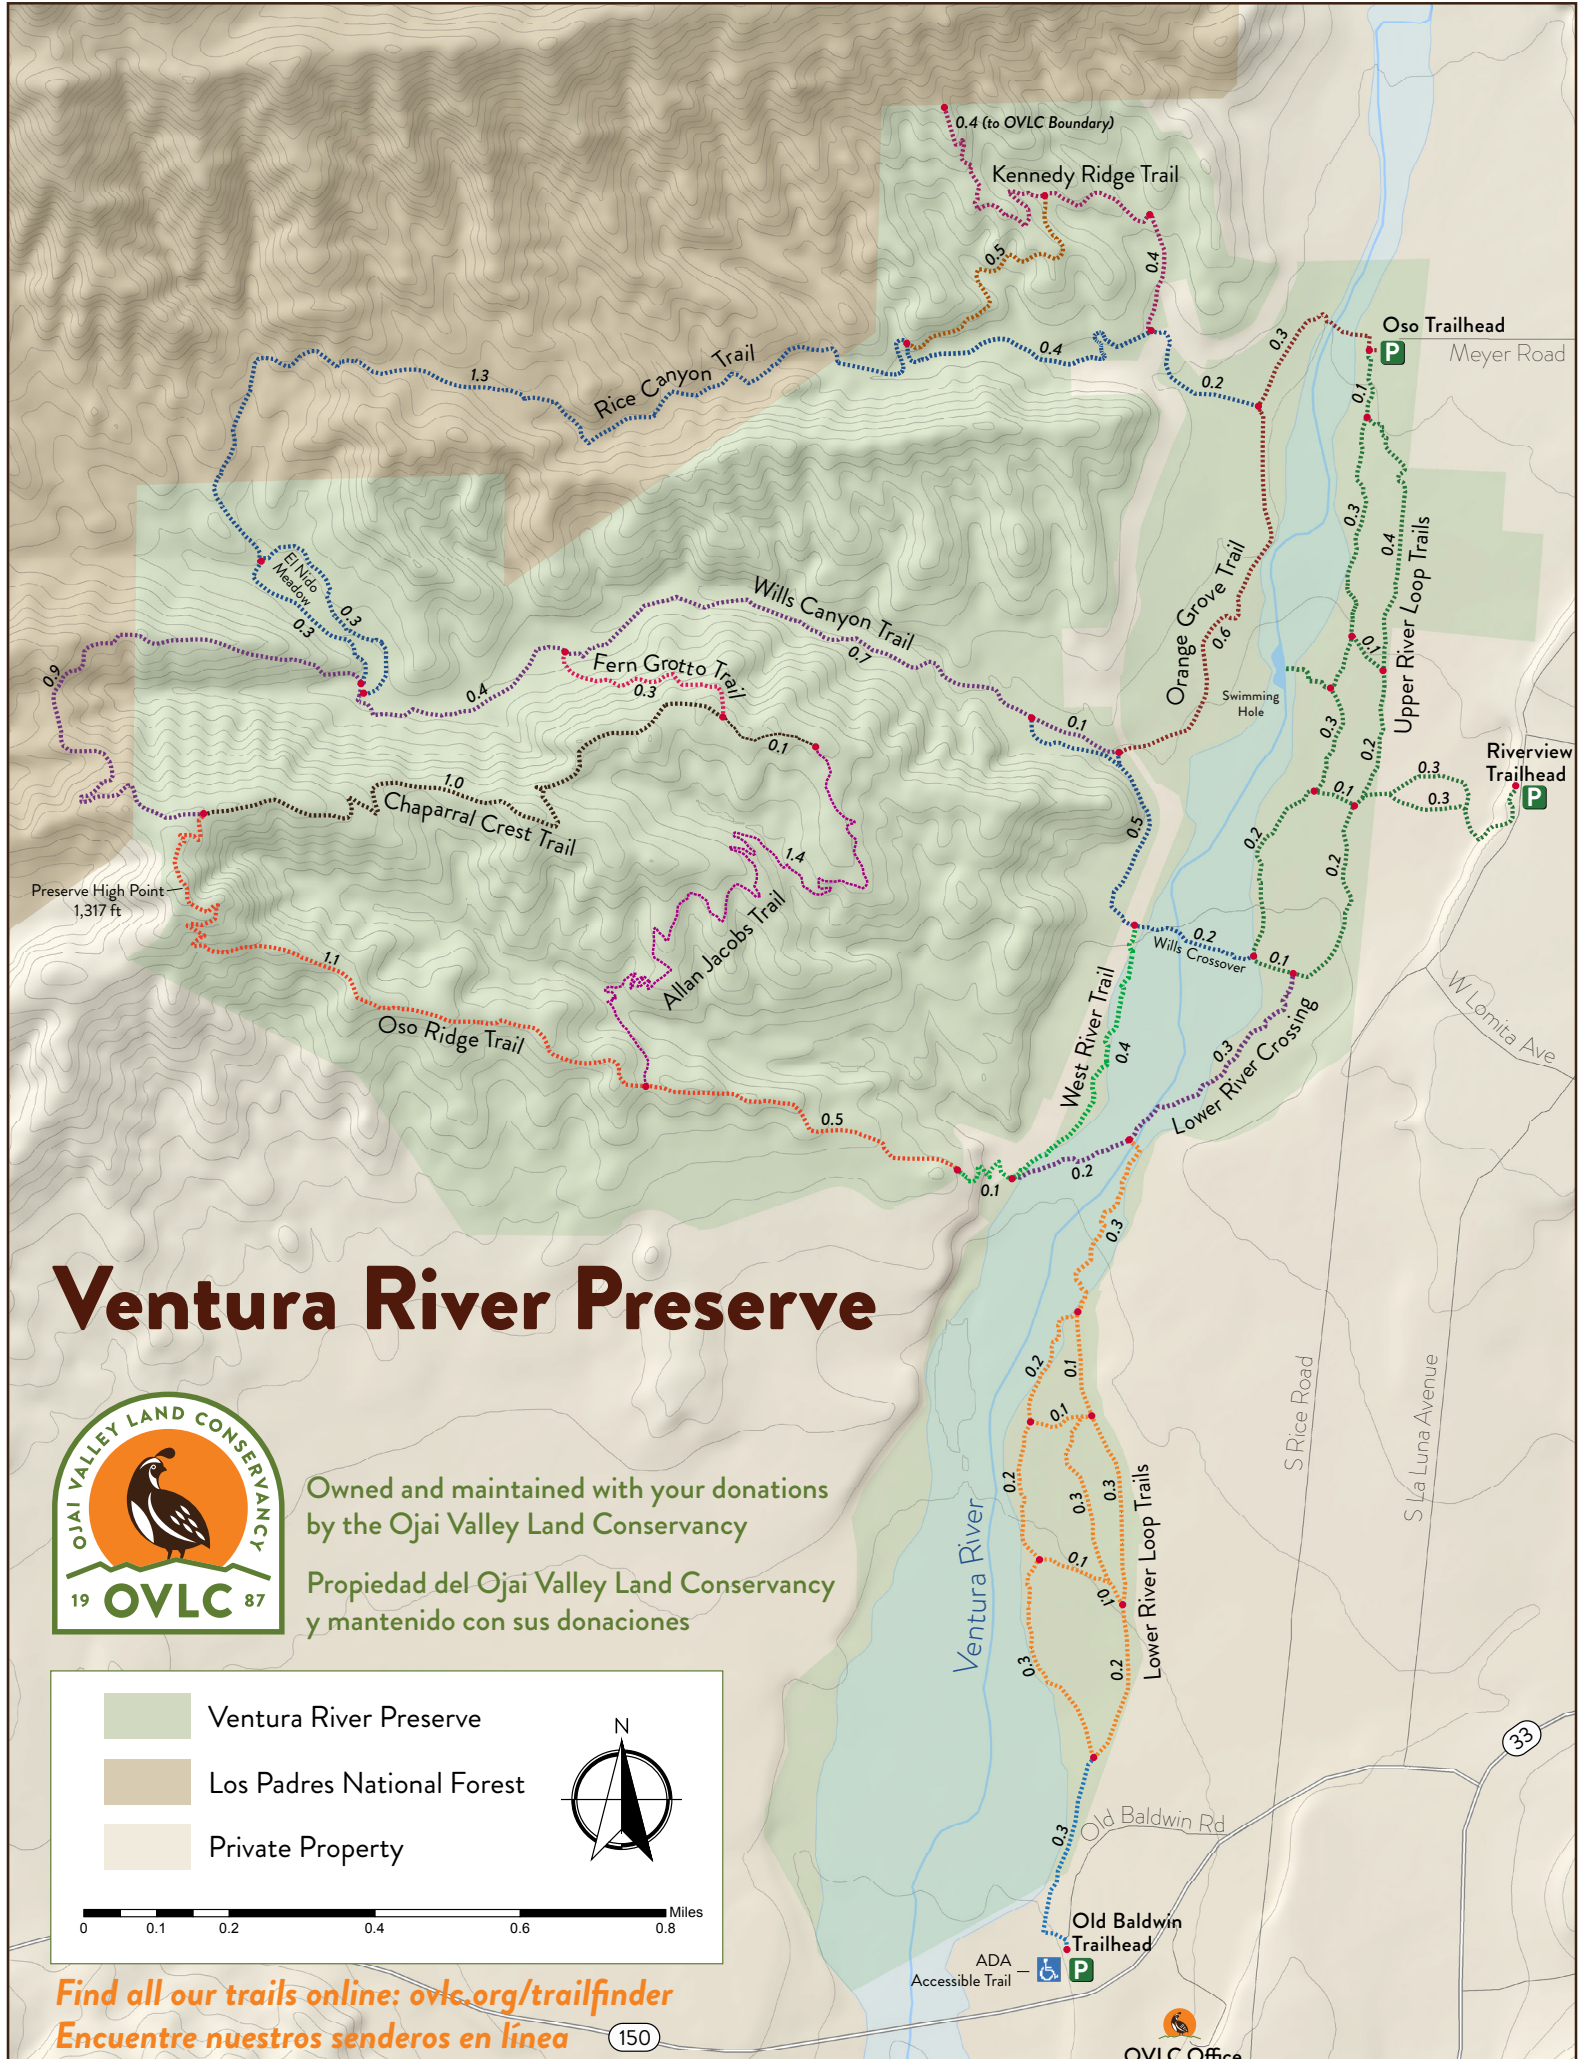 0.4 (to OVLC Boundary)
Kennedy Ridge Trail
0.5
0.4
Oso Trailhead
P
Meyer Road
0.3
0.4
0.2
0.1
1.3
Rice Canyon Trail
0.3
0.4
Upper River Loop Trails
El Nido
Meadow
0.3
0.3
Wills Canyon Trail
0.7
Orange Grove Trail
0.6
0.1
0.9
Fern Grotto Trail
0.3
0.4
Swimming
Hole
0.3
0.2
0.1
0.1
Riverview
Trailhead
P
0.3
0.3
0.1
1.0
Chaparral Crest Trail
0.1
0.5
0.2
0.2
1.4
Allan Jacobs Trail
Preserve High Point
1,317 ft
0.2
Wills Crossover
0.1
1.1
Oso Ridge Trail
West River Trail
0.4
0.3
Lower River Crossing
W Lomita Ave
0.5
0.1
0.2
0.3
Ventura River Preserve
0.2
0.1
0.1
S Rice Road
S La Luna Avenue
OJAI VALLEY LAND CONSERVANCY
19 OVLC 87
Owned and maintained with your donations
by the Ojai Valley Land Conservancy
Propiedad del Ojai Valley Land Conservancy
y mantenido con sus donaciones
0.2
0.3
0.3
Lower River Loop Trails
Ventura River
0.1
0.1
0.3
0.2
33
Ventura River Preserve
Los Padres National Forest
Private Property
N
0 0.1 0.2 0.4 0.6 0.8 Miles
0.3
Old Baldwin Rd
Old Baldwin
Trailhead
P
ADA
Accessible Trail
Find all our trails online: ovlc.org/trailfinder
Encuentre nuestros senderos en línea
150
OVLC Office